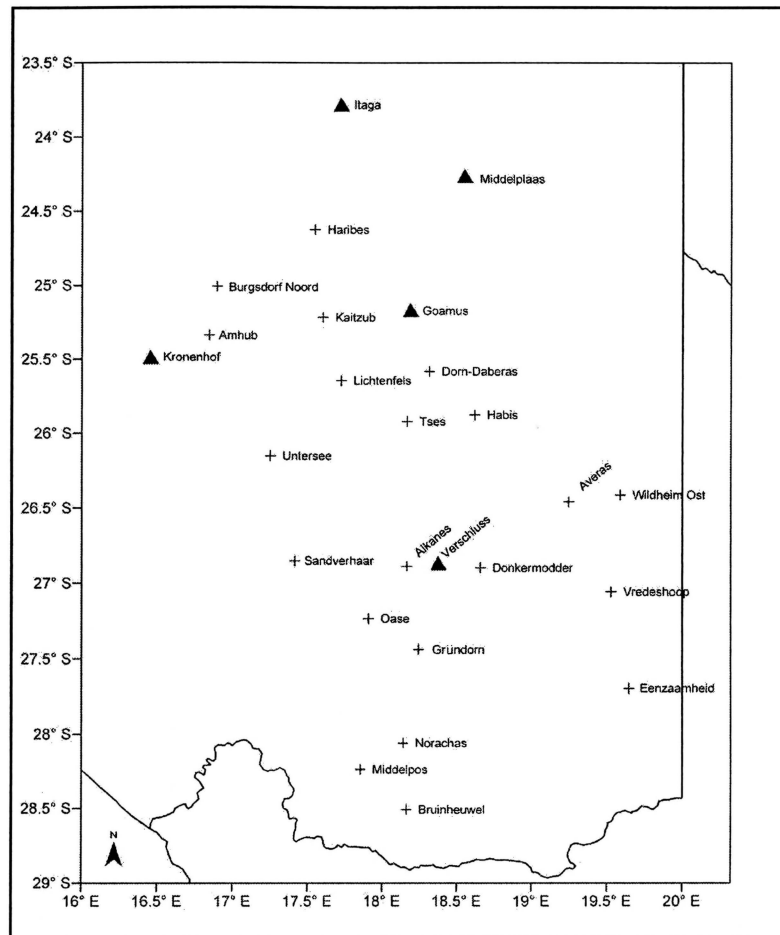 23.5° S
Itaga
24° S
Middelplaas
24.5° S
Haribes
25° S
Burgsdorf Noord
Goamus
Kaitzub
Amhub
25.5° S
Kronenhof
Dorn-Daberas
Lichtenfels
Habis
26° S
Tses
Untersee
Averas
26.5° S
Wildheim Ost
Alkanes
Verschluss
Sandverhaar
27° S
Donkermodder
Vredeshoop
Oase
27.5° S
Gründorn
Eenzaamheid
28° S
Norachas
Middelpos
28.5° S
Bruinheuwel
N
29° S
16° E 16.5° E 17° E 17.5° E 18° E 18.5° E 19° E 19.5° E 20° E